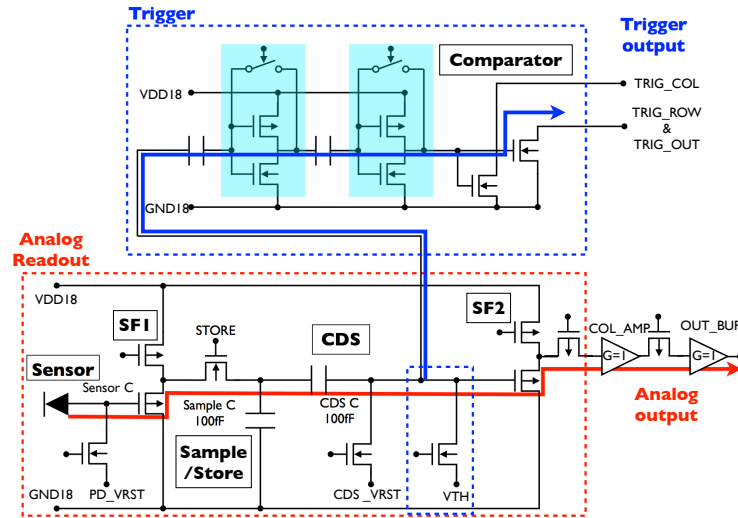 Trigger
Trigger
output
Comparator
TRIG_COL
VDD18
TRIG_ROW
&
TRIG_OUT
GND18
Analog
Readout
VDD18
SF1
SF2
STORE
CDS
COL_AMP
OUT_BUF
G=1
G=1
Sensor
Sensor C
Sample C
100fF
CDS C
100fF
Analog
output
Sample
/Store
GND18
PD_VRST
CDS _VRST
VTH